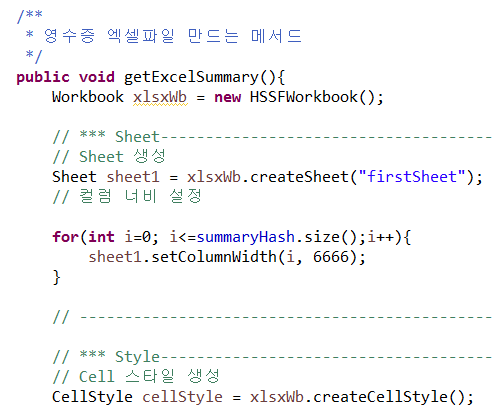 /**
 * 영수증 엑셀파일 만드는 메서드
 */
public void getExcelSummary(){
    Workbook xlsxWb = new HSSFWorkbook();

    // *** Sheet-------------------------------------
    // Sheet 생성
    Sheet sheet1 = xlsxWb.createSheet("firstSheet");
    // 컬럼 너비 설정

    for(int i=0; i<=summaryHash.size();i++){
        sheet1.setColumnWidth(i, 6666);
    }

    // ----------------------------------------------

    // *** Style-------------------------------------
    // Cell 스타일 생성
    CellStyle cellStyle = xlsxWb.createCellStyle();